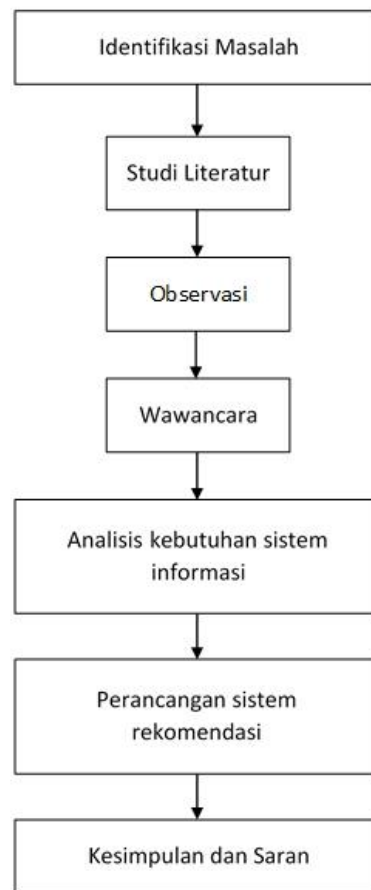 Identifikasi Masalah
Studi Literatur
Observasi
Wawancara
Analisis kebutuhan sistem
informasi
Perancangan sistem
rekomendasi
Kesimpulan dan Saran